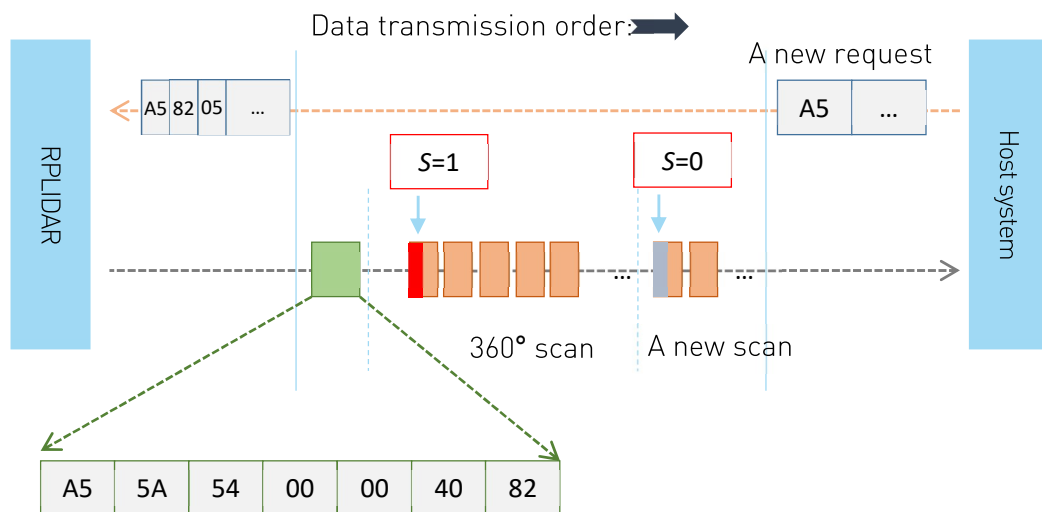 Data transmission order:
A new request
A5 82 05 ...
A5 ...
RPLIDAR
Host system
S=1
S=0
...
...
360° scan
A new scan
A5 5A 54 00 00 40 82